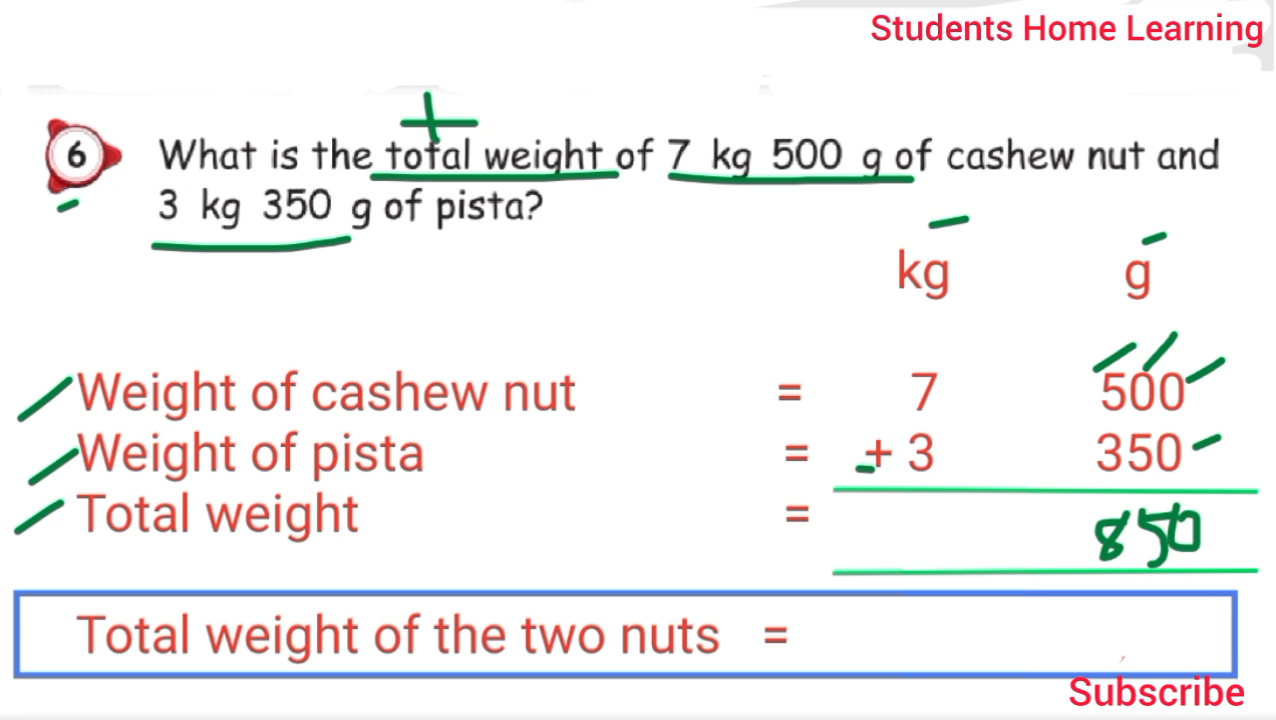 Students Home Learning
6 What is the total weight of 7 kg 500 g of cashew nut and
3 kg 350 g of pista?
kg g
Weight of cashew nut = 7 500
Weight of pista = + 3 350
Total weight = 850
Total weight of the two nuts =
Subscribe